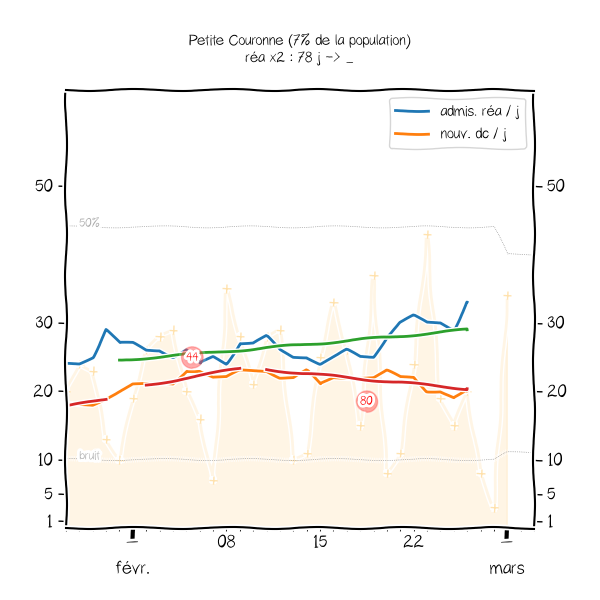 Petite Couronne (7% de la population)
réa x2 : 78 j -> _
admis. réa / j
nouv. dc / j
50 50
50%
30 30
44
20 20
80
bruit
10 10
5 5
1 1
08 15 22
févr. mars